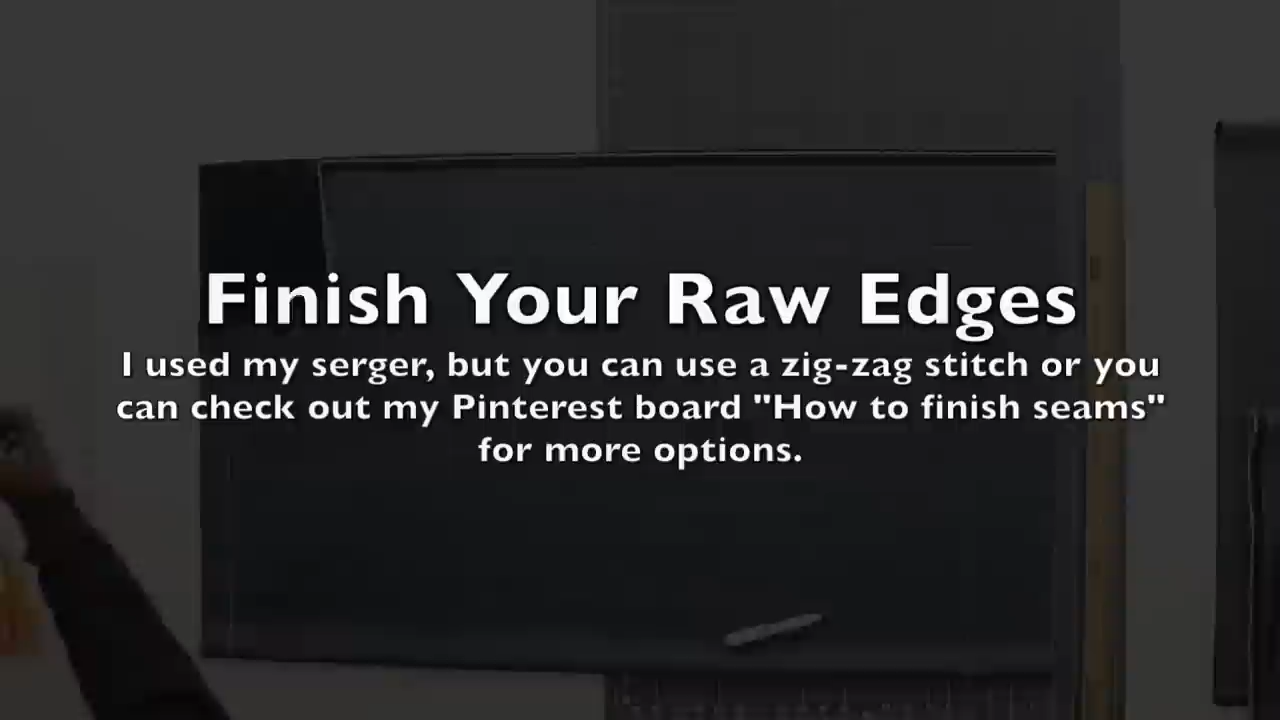 Finish Your Raw Edges
I used my serger, but you can use a zig-zag stitch or you
can check out my Pinterest board "How to finish seams"
for more options.